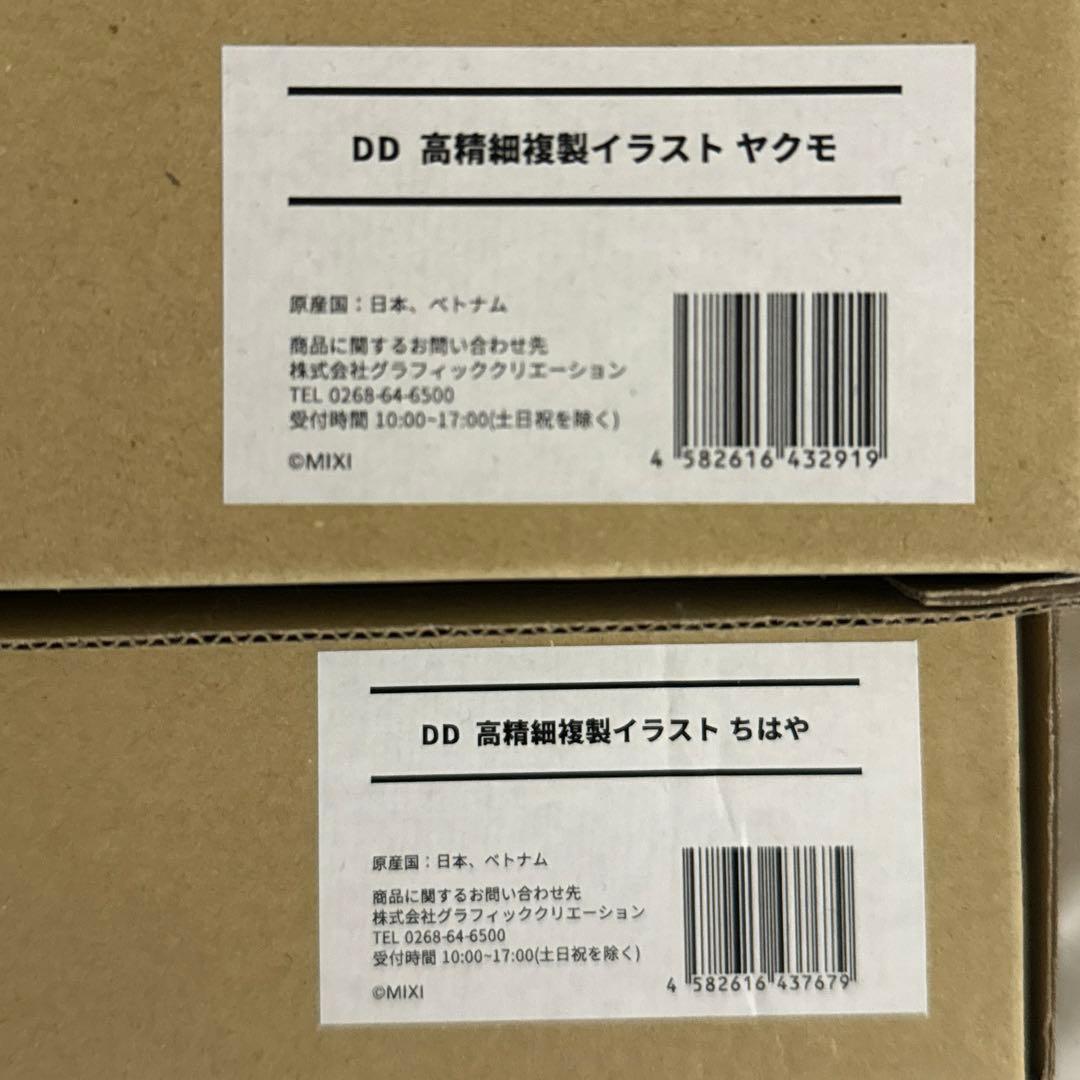 DD 高精細複製イラスト ヤクモ
原産国：日本、ベトナム
商品に関するお問い合わせ先
株式会社グラフィッククリエーション
TEL 0268-64-6500
受付時間 10:00~17:00(土日祝を除く)
©MIXI
4 582616 432919
DD 高精細複製イラスト ちはや
原産国：日本、ベトナム
商品に関するお問い合わせ先
株式会社グラフィッククリエーション
TEL 0268-64-6500
受付時間 10:00~17:00(土日祝を除く)
©MIXI
4 582616 437679